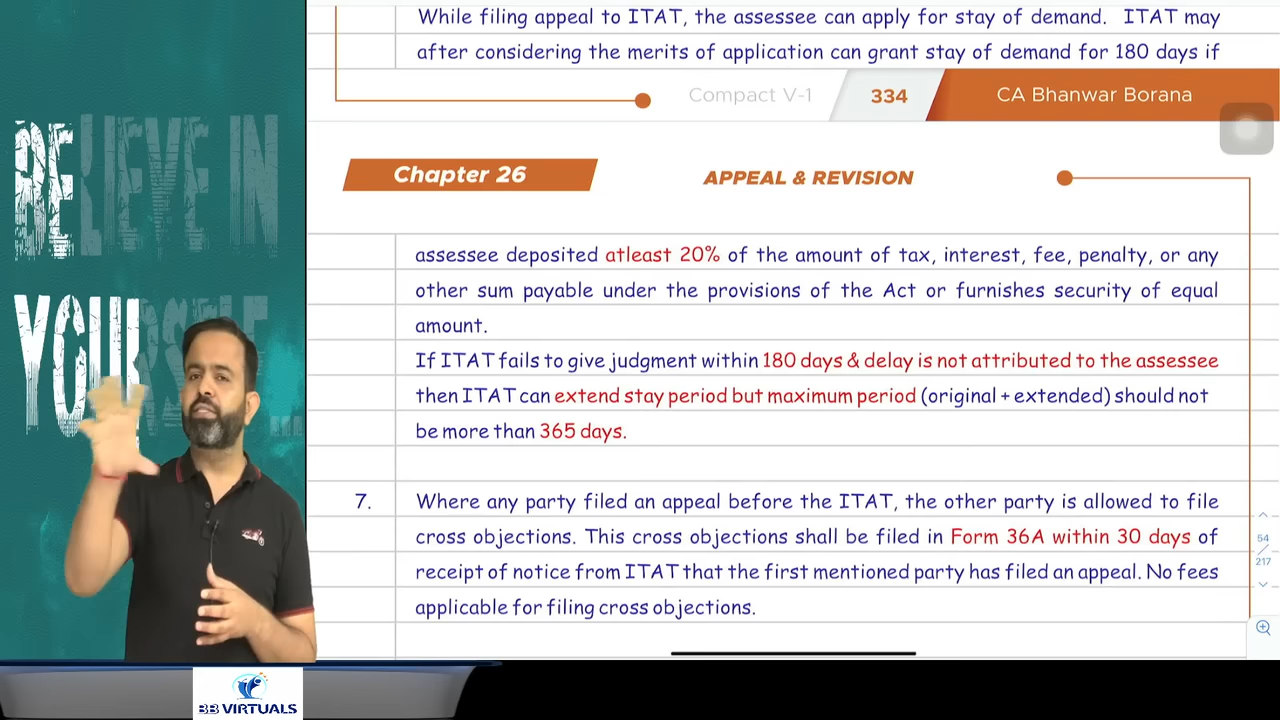 BELIEVE IN
YOURSELF...
While filing appeal to ITAT, the assessee can apply for stay of demand. ITAT may
after considering the merits of application can grant stay of demand for 180 days if
Compact V-1
334
CA Bhanwar Borana
Chapter 26
APPEAL & REVISION
assessee deposited atleast 20% of the amount of tax, interest, fee, penalty, or any
other sum payable under the provisions of the Act or furnishes security of equal
amount.
If ITAT fails to give judgment within 180 days & delay is not attributed to the assessee
then ITAT can extend stay period but maximum period (original + extended) should not
be more than 365 days.
7. Where any party filed an appeal before the ITAT, the other party is allowed to file
cross objections. This cross objections shall be filed in Form 36A within 30 days of
receipt of notice from ITAT that the first mentioned party has filed an appeal. No fees
applicable for filing cross objections.
54
217
BB VIRTUALS